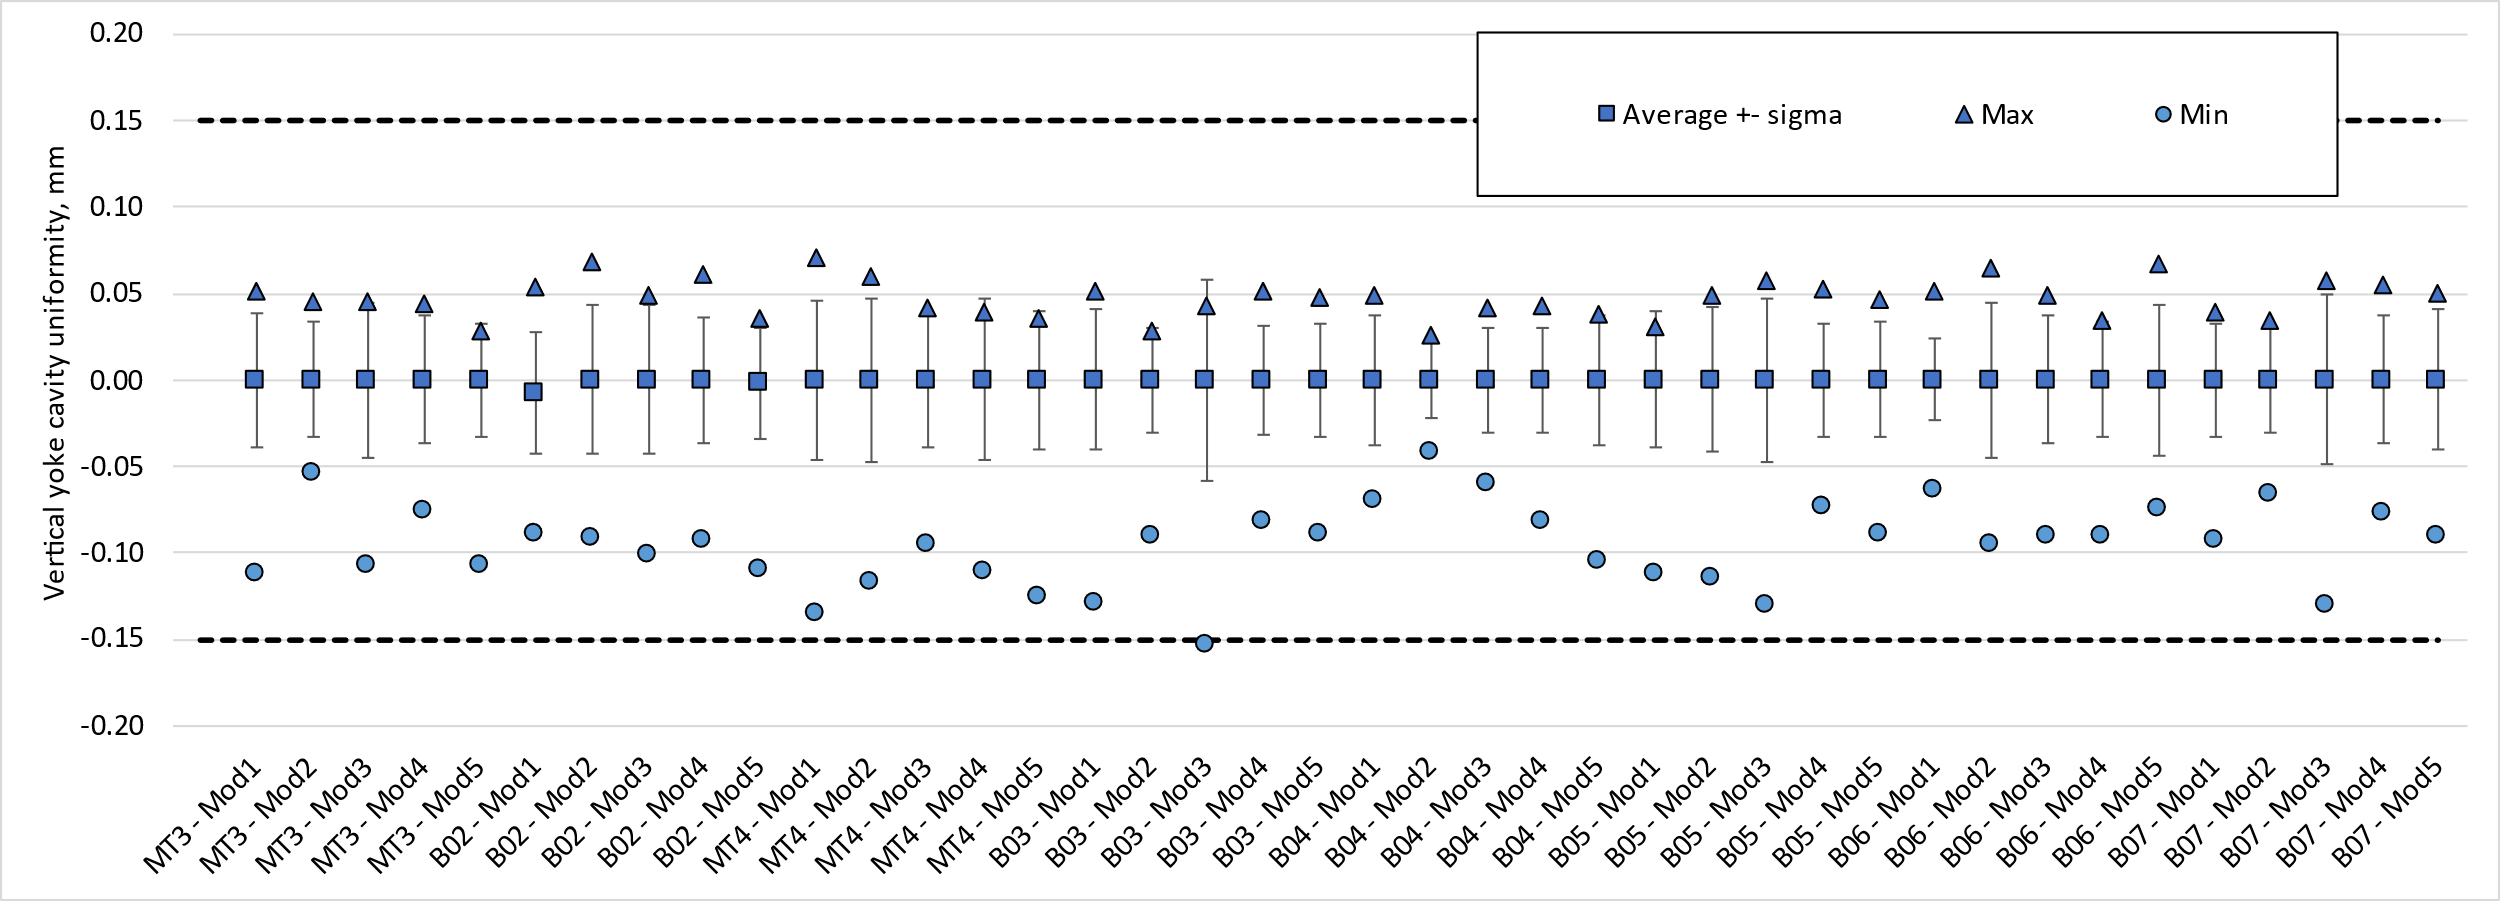 0.20
0.15
0.10
0.05
0.00
-0.05
-0.10
-0.15
-0.20
Vertical yoke cavity uniformity, mm
Average +- sigma
Max
Min
MT3 - Mod1
MT3 - Mod2
MT3 - Mod3
MT3 - Mod4
MT3 - Mod5
B02 - Mod1
B02 - Mod2
B02 - Mod3
B02 - Mod4
B02 - Mod5
MT4 - Mod1
MT4 - Mod2
MT4 - Mod3
MT4 - Mod4
MT4 - Mod5
B03 - Mod1
B03 - Mod2
B03 - Mod3
B03 - Mod4
B03 - Mod5
B04 - Mod1
B04 - Mod2
B04 - Mod3
B04 - Mod4
B04 - Mod5
B05 - Mod1
B05 - Mod2
B05 - Mod3
B05 - Mod4
B05 - Mod5
B06 - Mod1
B06 - Mod2
B06 - Mod3
B06 - Mod4
B06 - Mod5
B07 - Mod1
B07 - Mod2
B07 - Mod3
B07 - Mod4
B07 - Mod5